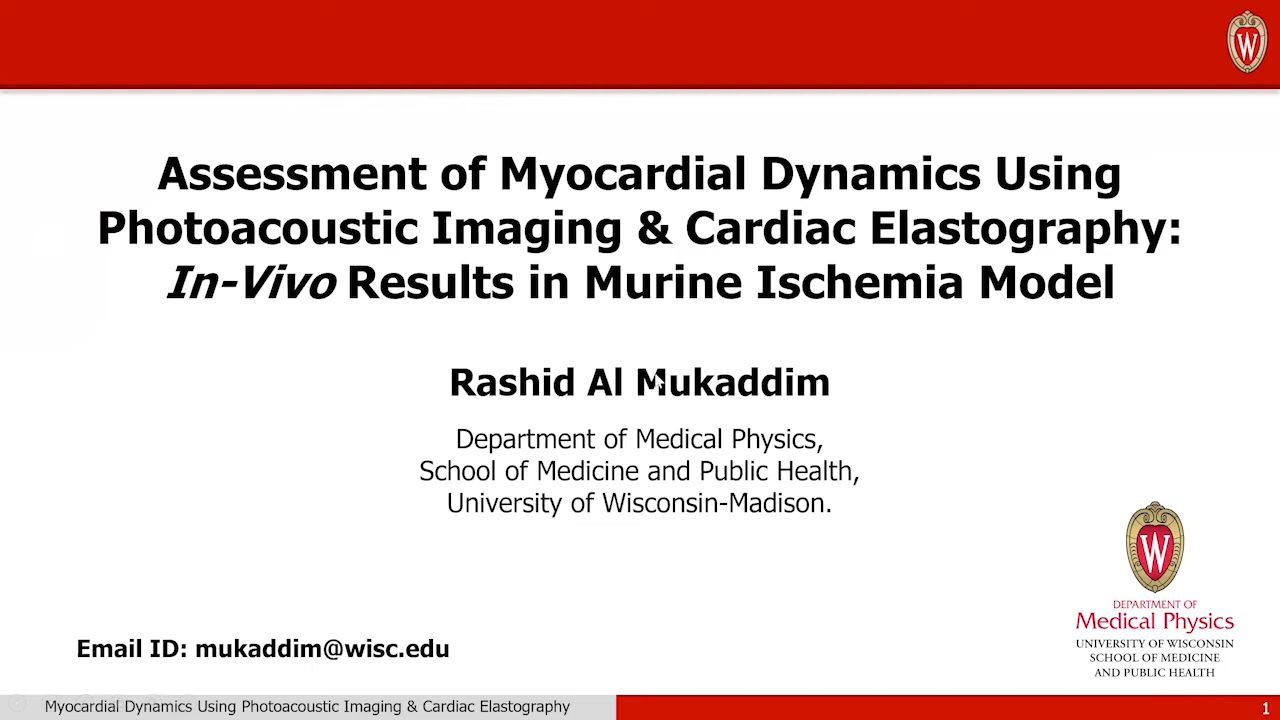 W
Assessment of Myocardial Dynamics Using
Photoacoustic Imaging & Cardiac Elastography:
In-Vivo Results in Murine Ischemia Model
Rashid Al Mukaddim
Department of Medical Physics,
School of Medicine and Public Health,
University of Wisconsin-Madison.
W
DEPARTMENT OF
Medical Physics
UNIVERSITY OF WISCONSIN
SCHOOL OF MEDICINE
AND PUBLIC HEALTH
Email ID: mukaddim@wisc.edu
Myocardial Dynamics Using Photoacoustic Imaging & Cardiac Elastography
1